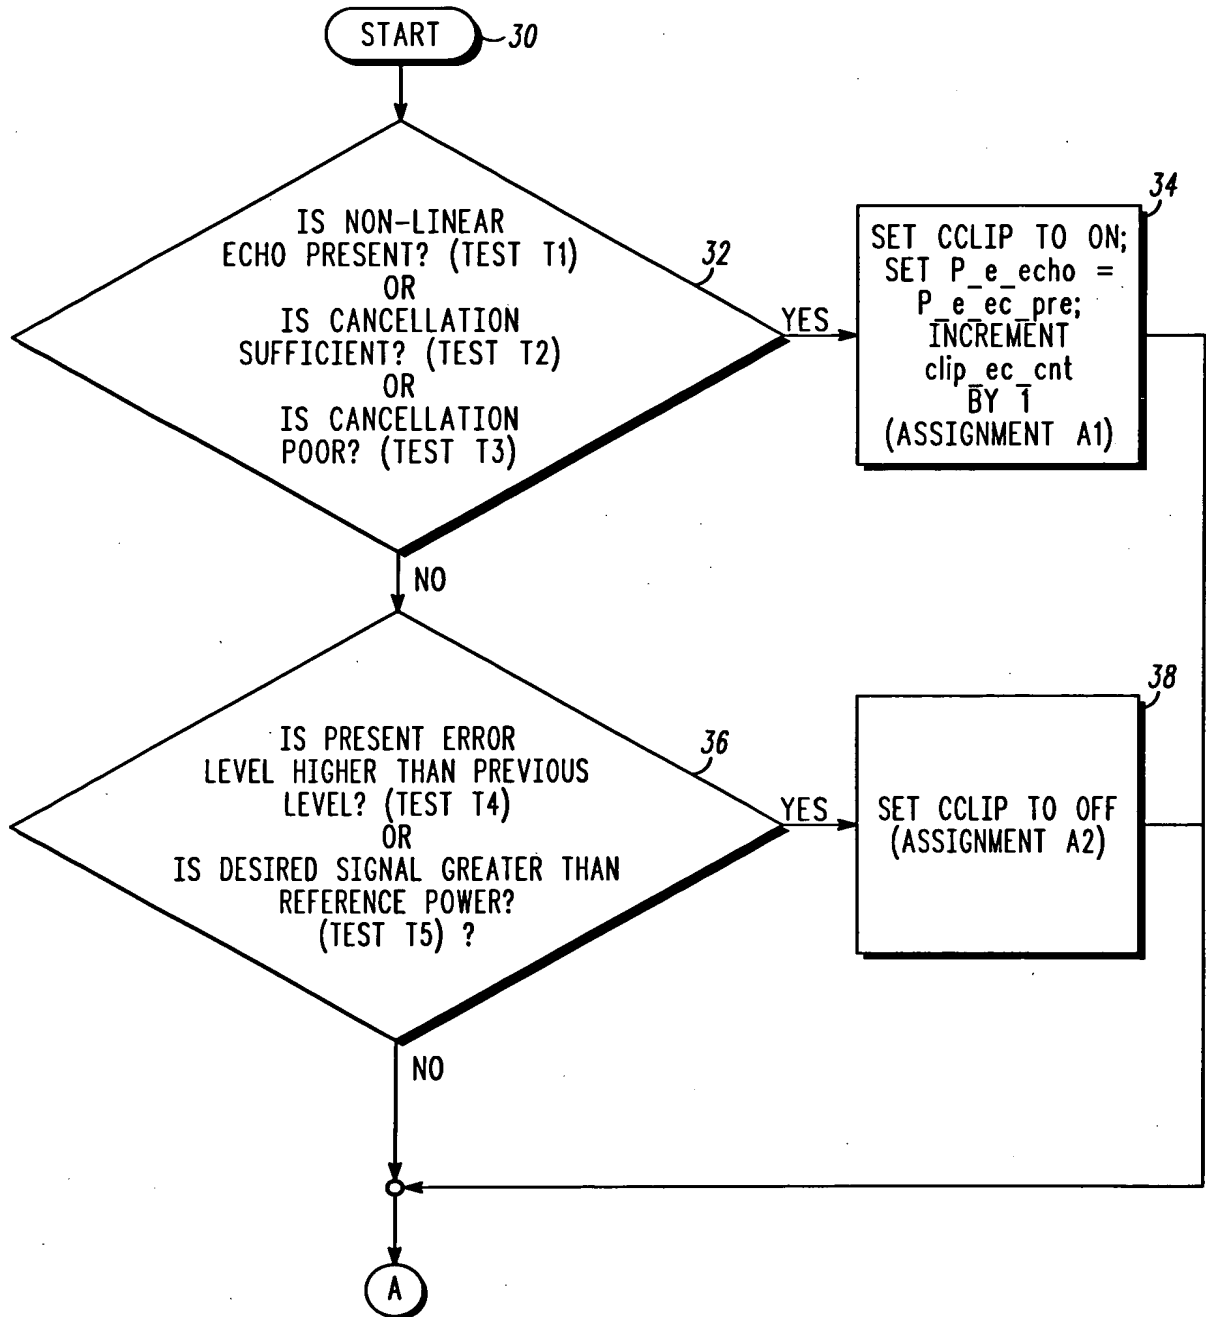 START
30
IS NON-LINEAR
ECHO PRESENT? (TEST T1)
OR
IS CANCELLATION
SUFFICIENT? (TEST T2)
OR
IS CANCELLATION
POOR? (TEST T3)
32
YES
34
SET CCLIP TO ON;
SET P_e_echo =
P_e_ec_pre;
INCREMENT
clip_ec_cnt
BY 1
(ASSIGNMENT A1)
NO
IS PRESENT ERROR
LEVEL HIGHER THAN PREVIOUS
LEVEL? (TEST T4)
OR
IS DESIRED SIGNAL GREATER THAN
REFERENCE POWER?
(TEST T5) ?
36
YES
38
SET CCLIP TO OFF
(ASSIGNMENT A2)
NO
A